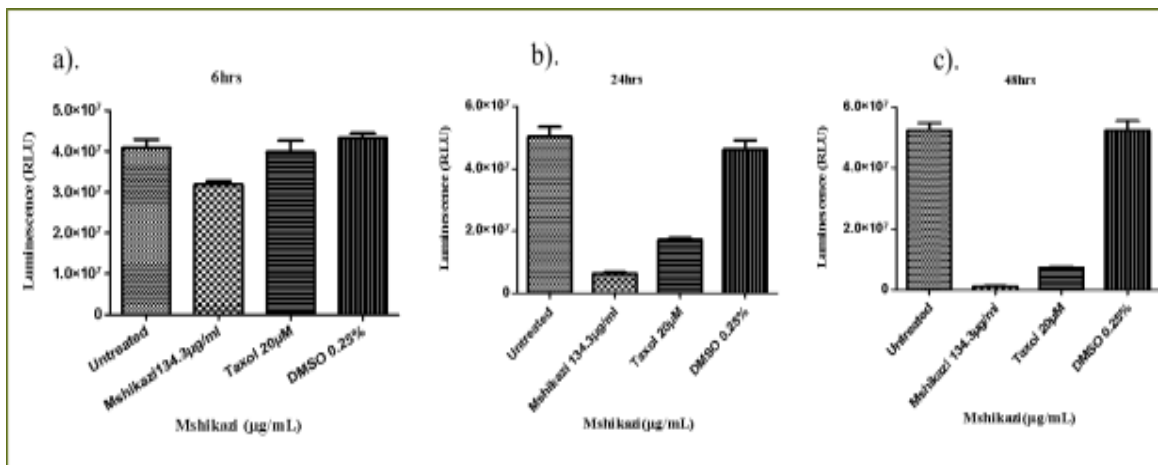 a).
6hrs
Luminescence (RLU)
5.0×10⁷
4.0×10⁷
3.0×10⁷
2.0×10⁷
1.0×10⁷
0
Untreated
Mshikazi134.3µg/ml
Taxol 20µM
DMSO 0.25%
Mshikazi (µg/mL)
b).
24hrs
Luminescence (RLU)
6.0×10⁷
4.0×10⁷
2.0×10⁷
0
Untreated
Mshikazi 134.3µg/ml
Taxol 20µM
DMSO 0.25%
Mshikazi(µg/mL)
c).
48hrs
Luminescence (RLU)
6.0×10⁷
4.0×10⁷
2.0×10⁷
0
Untreated
Mshikazi 134.3µg/ml
Taxol 20µM
DMSO 0.25%
Mshikazi(µg/mL)